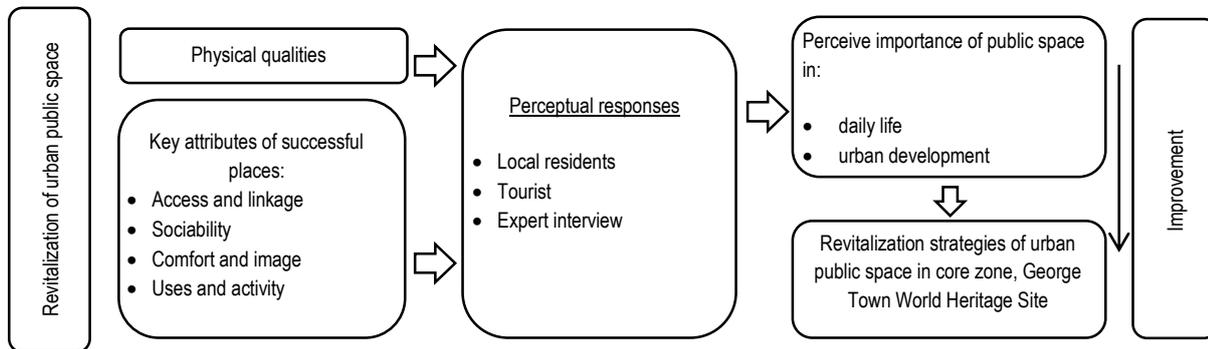 Revitalization of urban public space
Physical qualities
Key attributes of successful
places:
• Access and linkage
• Sociability
• Comfort and image
• Uses and activity
Perceptual responses
• Local residents
• Tourist
• Expert interview
Perceive importance of public space
in:
• daily life
• urban development
Revitalization strategies of urban
public space in core zone, George
Town World Heritage Site
Improvement